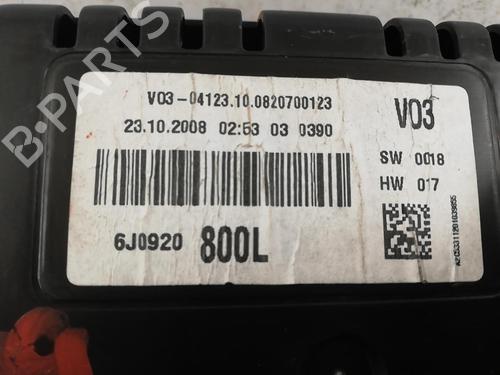 V03-04123.10.0820700123
23.10.2008 02:53 03 0390
V03
SW 0018
HW 017
6J0920 800L
A2C53311201039855
B-PARTS